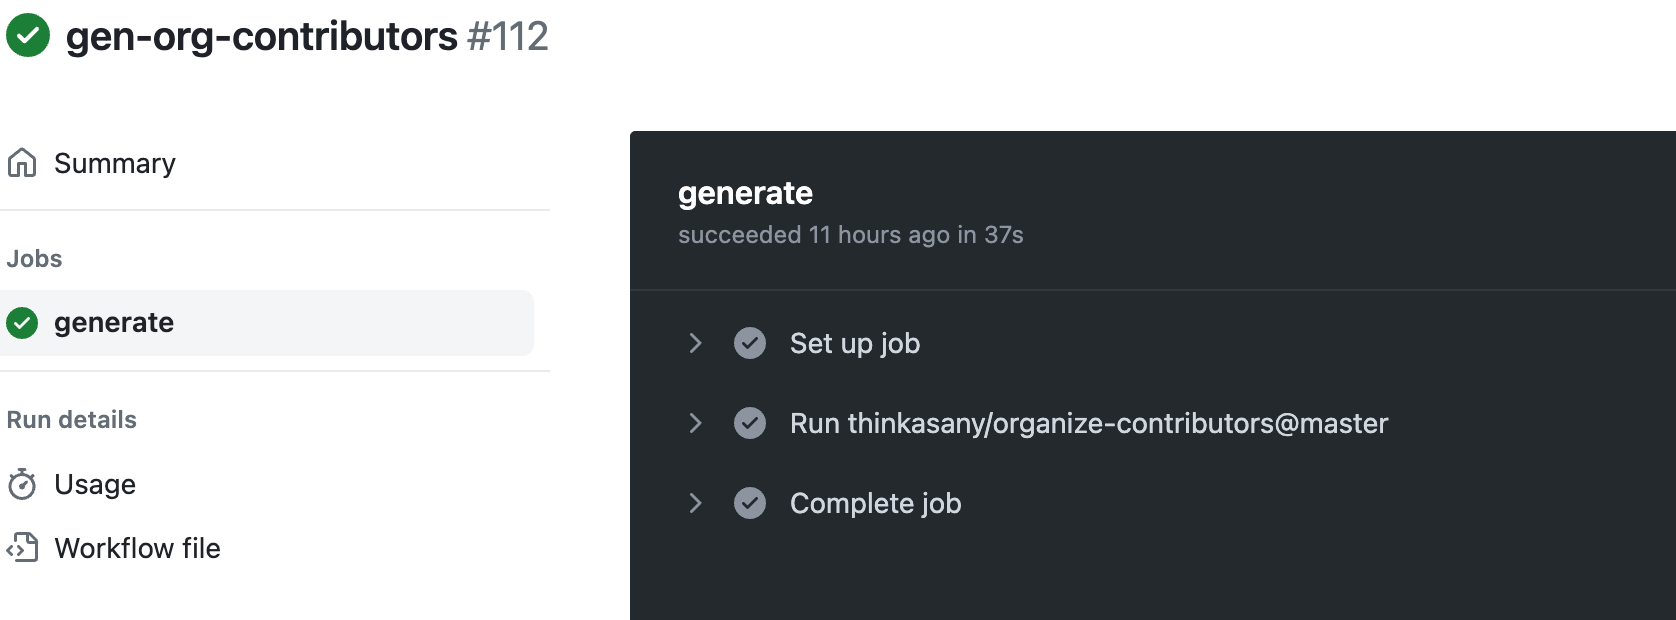 gen-org-contributors #112
Summary
Jobs
generate
Run details
Usage
Workflow file
generate
succeeded 11 hours ago in 37s
Set up job
Run thinkasany/organize-contributors@master
Complete job